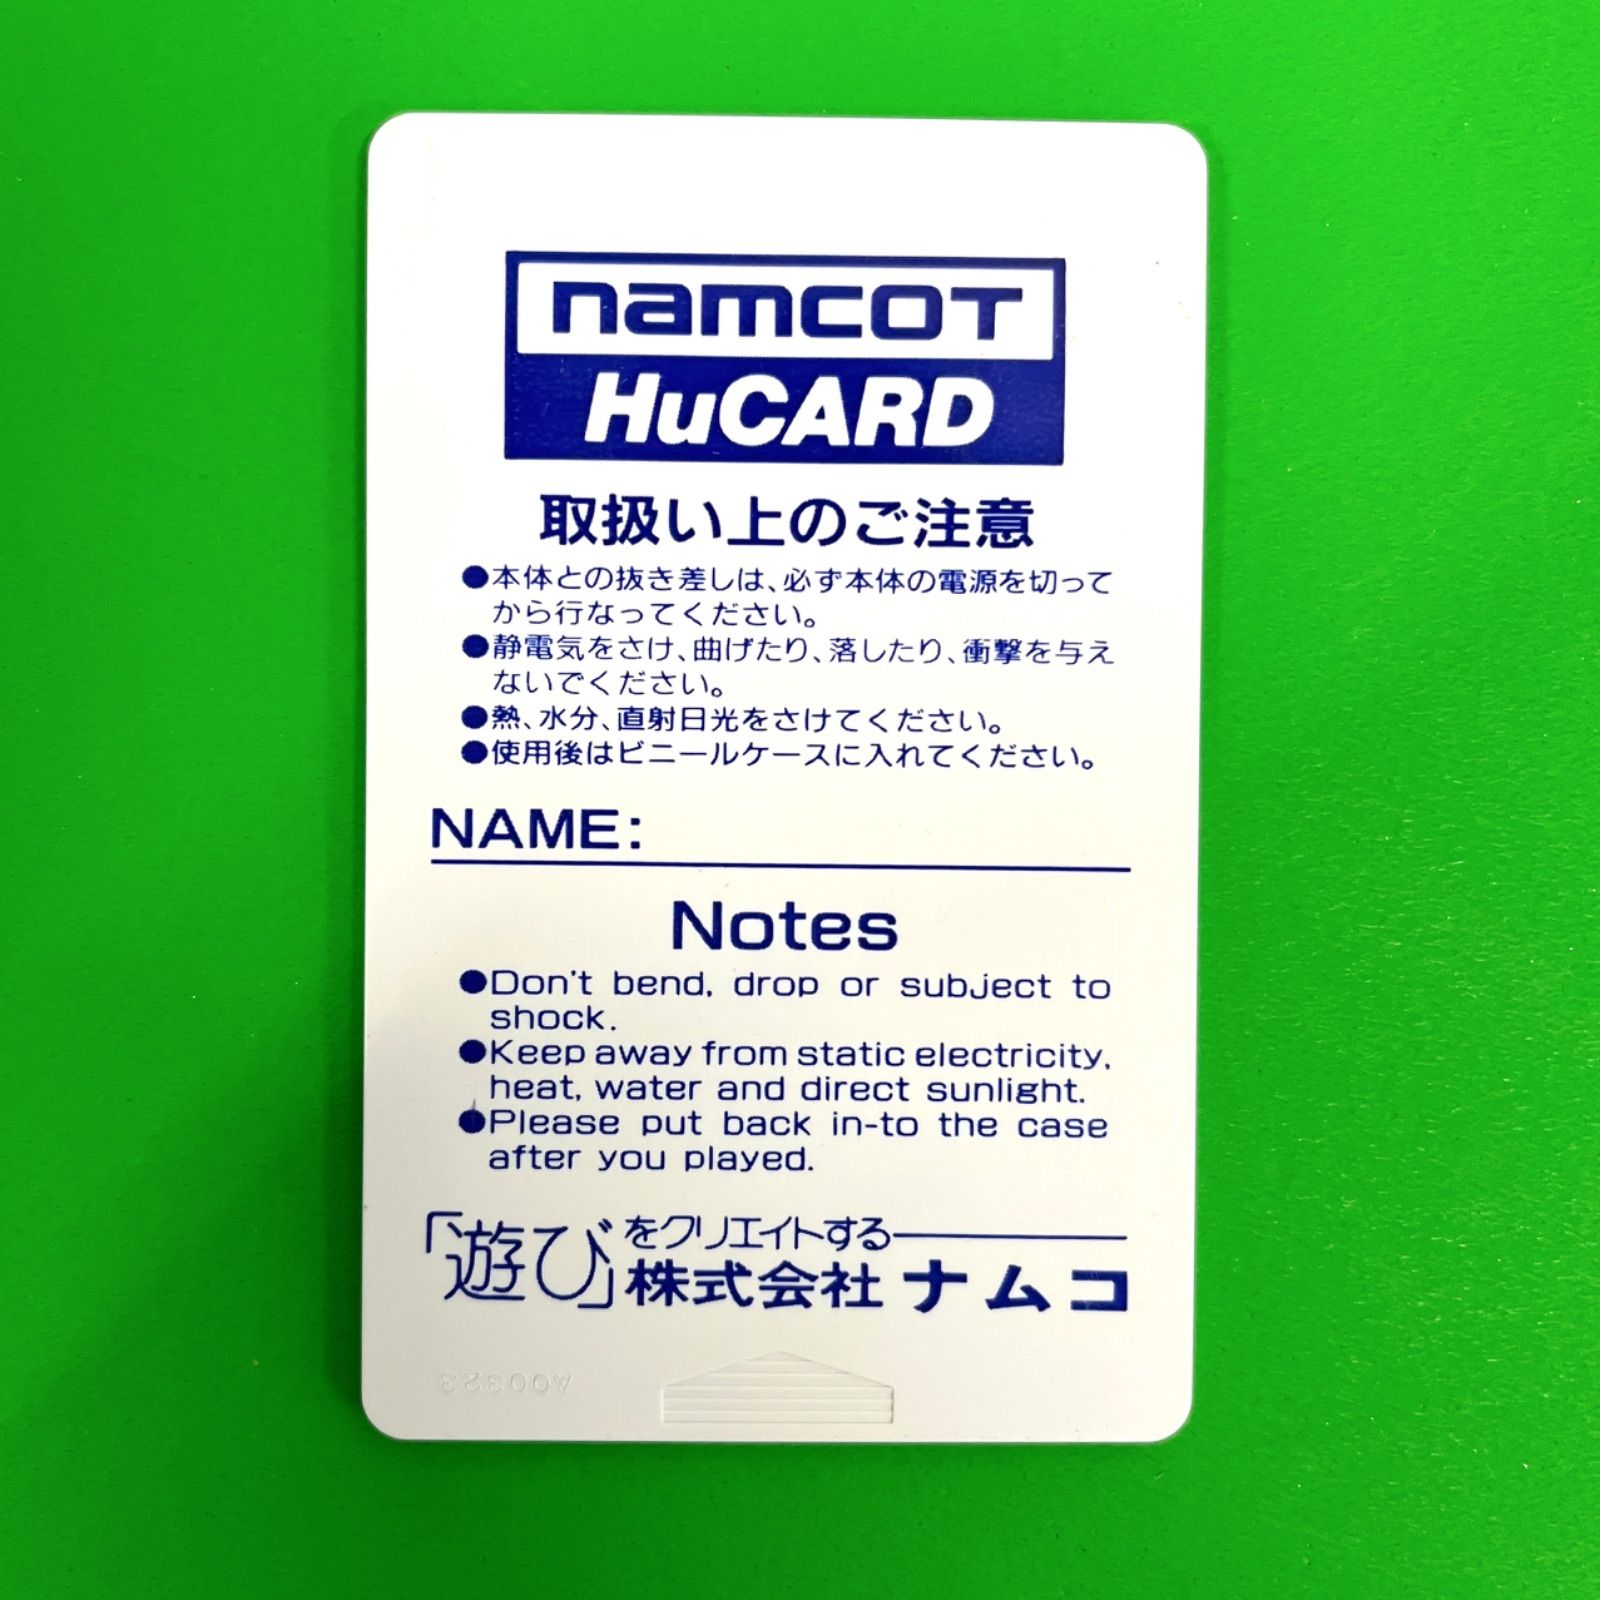 namcoT
HuCARD
取扱い上のご注意
●本体との抜き差しは、必ず本体の電源を切って
から行なってください。
●静電気をさけ、曲げたり、落したり、衝撃を与え
ないでください。
●熱、水分、直射日光をさけてください。
●使用後はビニールケースに入れてください。
NAME:
Notes
●Don't bend, drop or subject to
shock.
●Keep away from static electricity,
heat, water and direct sunlight.
●Please put back in-to the case
after you played.
「遊び」をクリエイトする
株式会社ナムコ
A00323